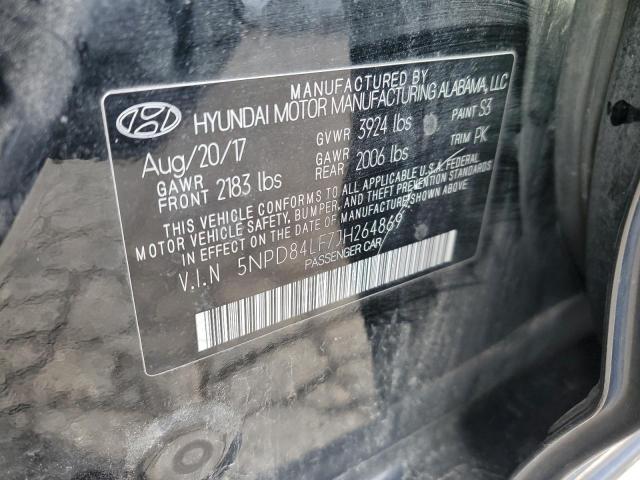 MANUFACTURED BY
HYUNDAI MOTOR MANUFACTURING ALABAMA, LLC
Aug/20/17 GVWR 3924 lbs PAINT S3
GAWR FRONT 2183 lbs GAWR REAR 2006 lbs TRIM PK
THIS VEHICLE CONFORMS TO ALL APPLICABLE U.S.A. FEDERAL
MOTOR VEHICLE SAFETY, BUMPER, AND THEFT PREVENTION STANDARDS
IN EFFECT ON THE DATE OF MANUFACTURE SHOWN ABOVE.
V.I.N 5NPD84LF7JH264869
PASSENGER CAR